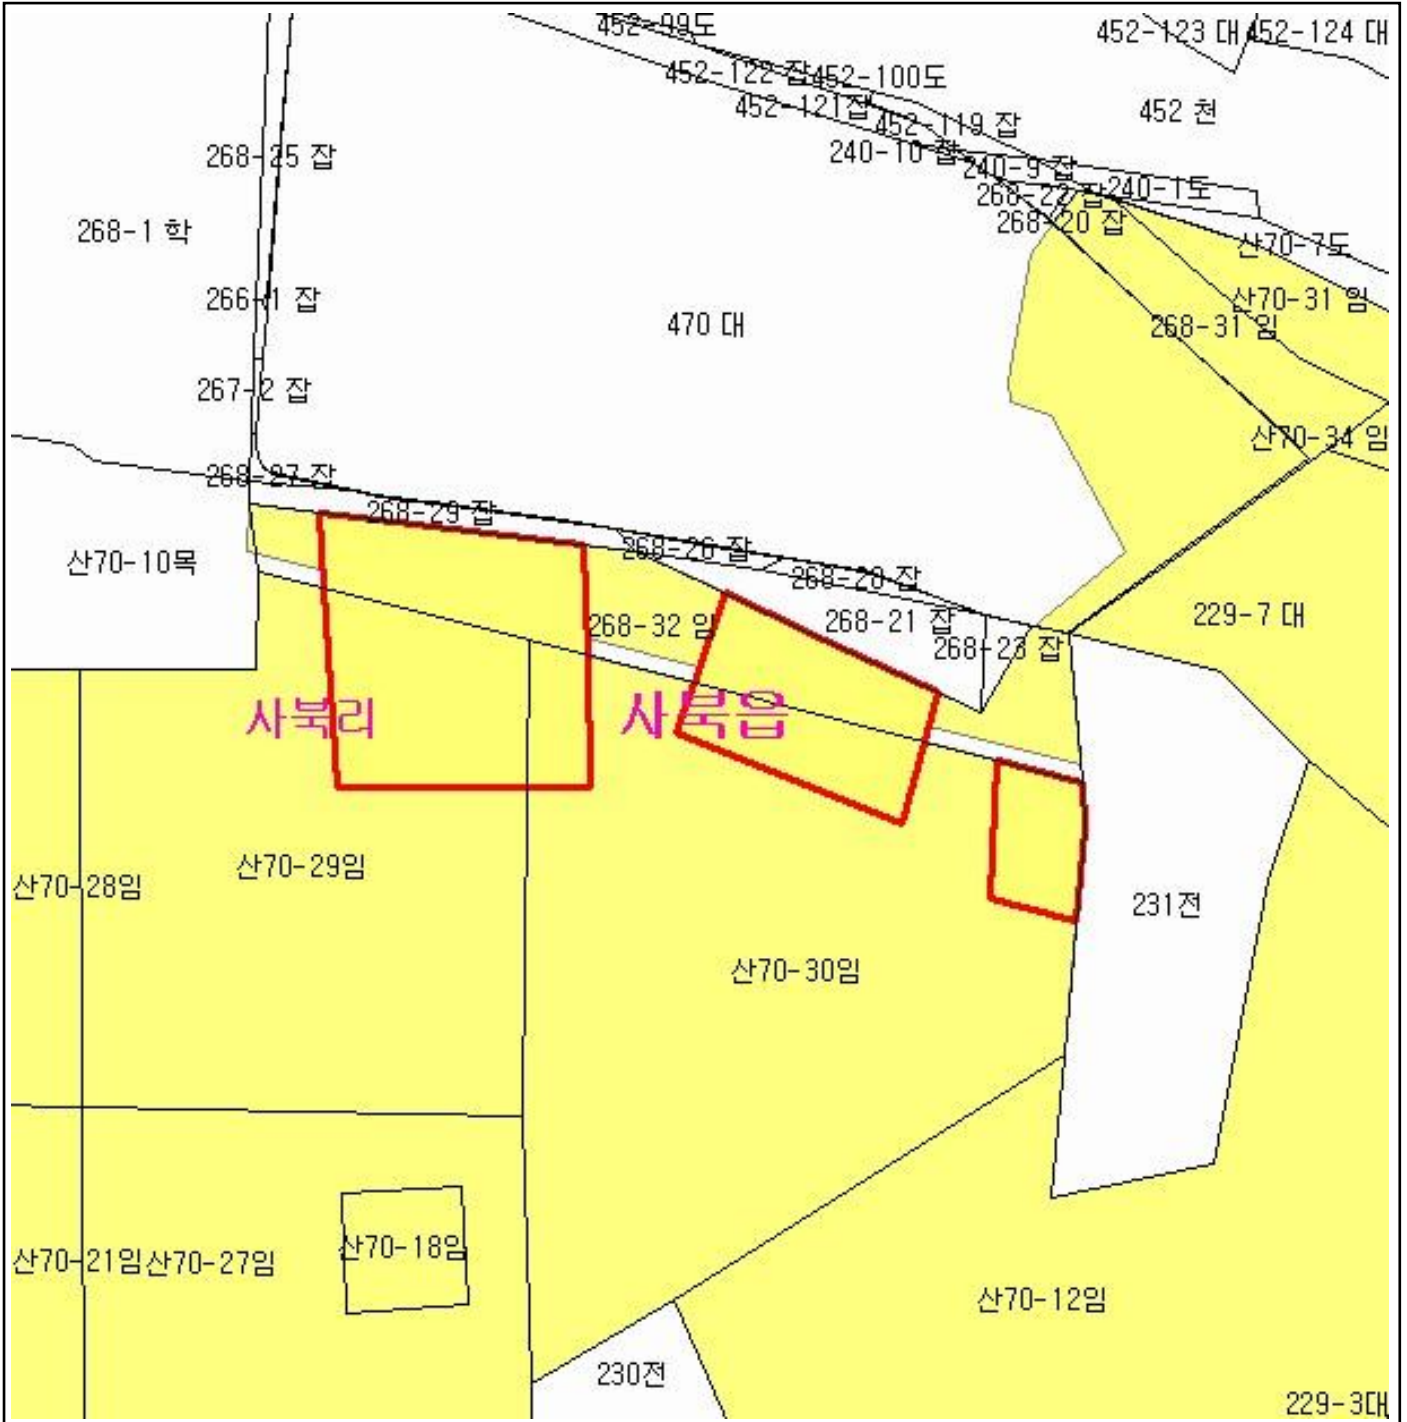 452-99도
452-123 대
452-124 대
452-122 잡
452-100도
452-121잡
452 천
452-119 잡
268-25 잡
240-10 잡
240-9 잡
268-22 잡
240-1도
268-20 잡
268-1 학
산70-7도
266-1 잡
산70-31 임
470 대
268-31 임
267-2 잡
산70-34 임
268-27 잡
268-29 잡
268-26 잡
산70-10목
268-28 잡
229-7 대
268-32 임
268-21 잡
268-23 잡
사북리
사북읍
산70-29임
산70-28임
231전
산70-30임
산70-18임
산70-21임
산70-27임
산70-12임
230전
229-3대